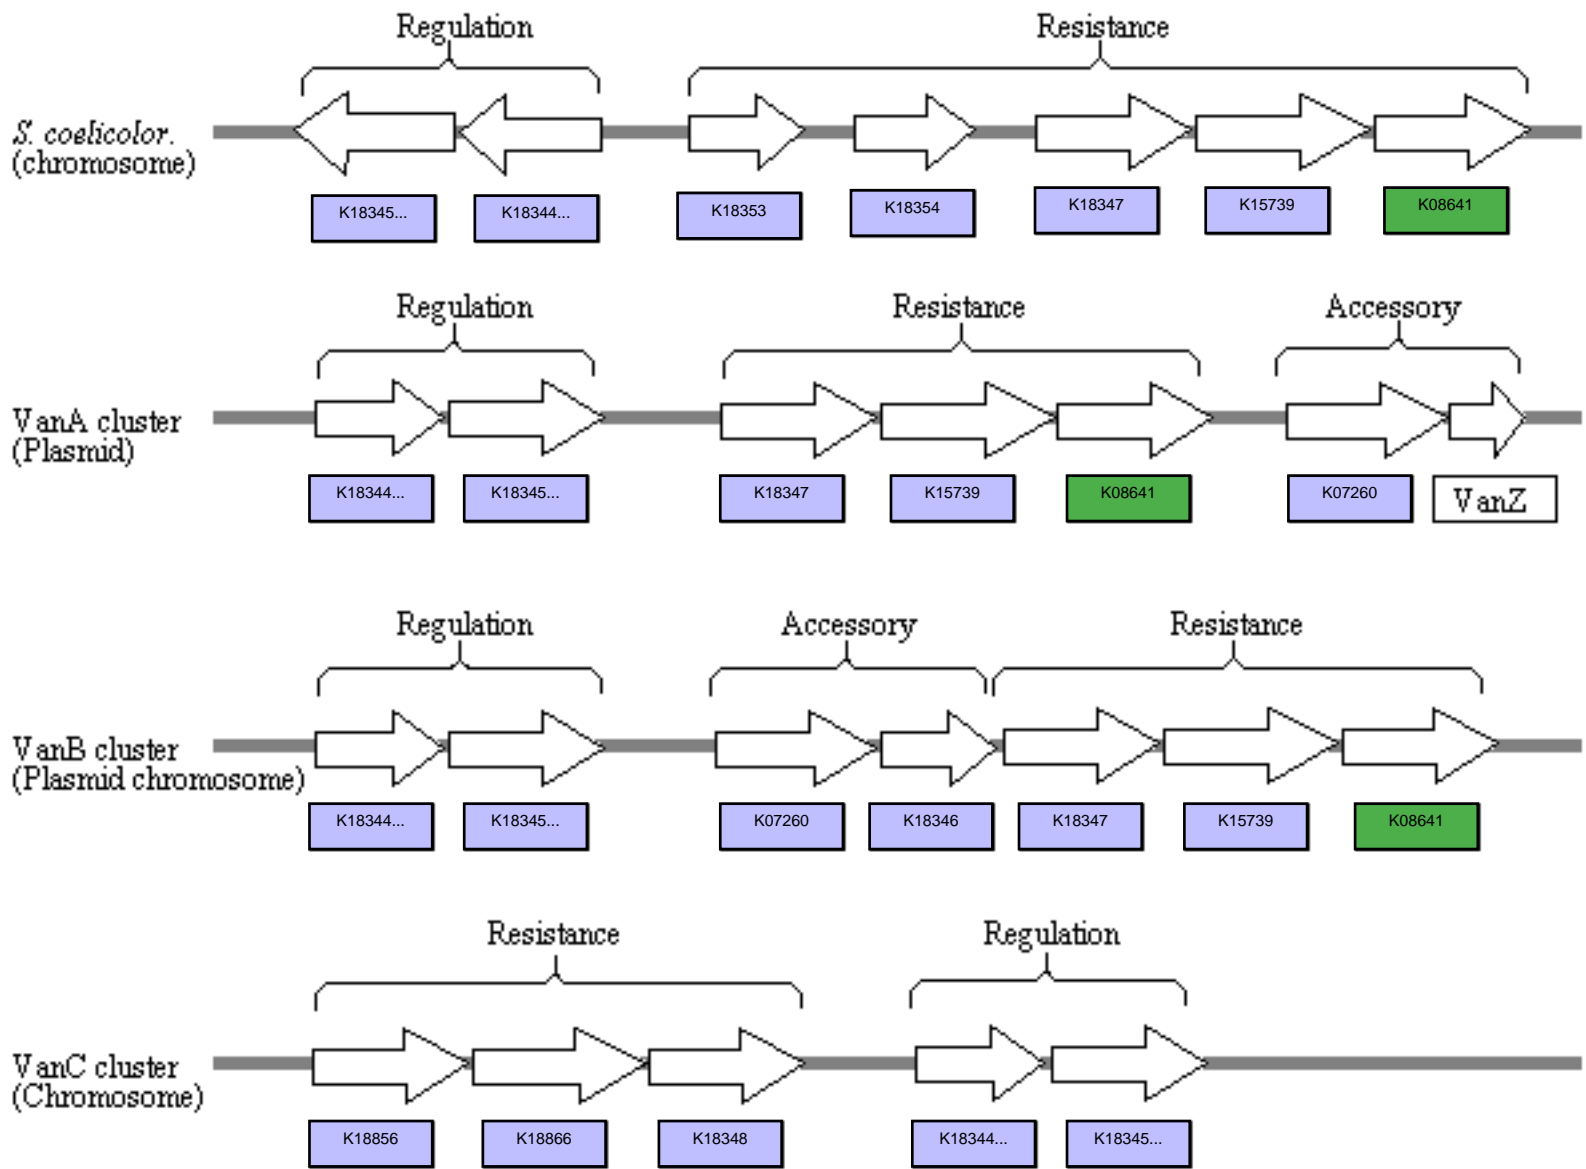 Regulation Resistance
S. coelicolor.
(chromosome)
K18345... K18344... K18353 K18354 K18347 K15739 K08641
Regulation Resistance Accessory
VanA cluster
(Plasmid)
K18344... K18345... K18347 K15739 K08641 K07260 VanZ
Regulation Accessory Resistance
VanB cluster
(Plasmid chromosome)
K18344... K18345... K07260 K18346 K18347 K15739 K08641
Resistance Regulation
VanC cluster
(Chromosome)
K18856 K18866 K18348 K18344... K18345...